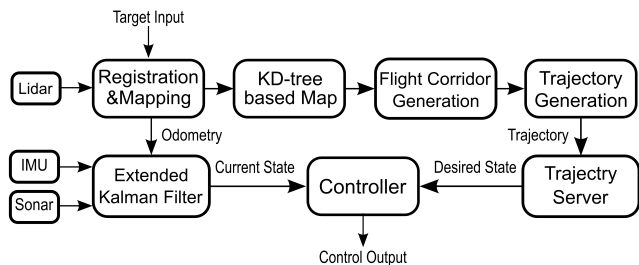 Target Input
Lidar
Registration
&Mapping
KD-tree
based Map
Flight Corridor
Generation
Trajectory
Generation
Odometry
Trajectory
IMU
Sonar
Extended
Kalman Filter
Current State
Controller
Desired State
Trajectry
Server
Control Output